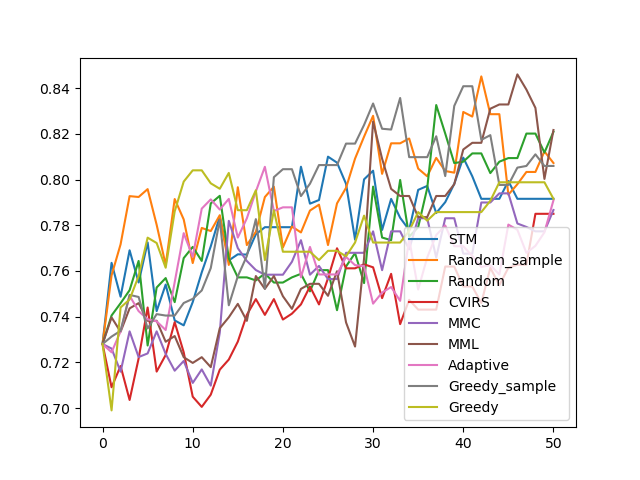 0.84
0.82
0.80
0.78
0.76
0.74
0.72
0.70
0
10
20
30
40
50
STM
Random_sample
Random
CVIRS
MMC
MML
Adaptive
Greedy_sample
Greedy